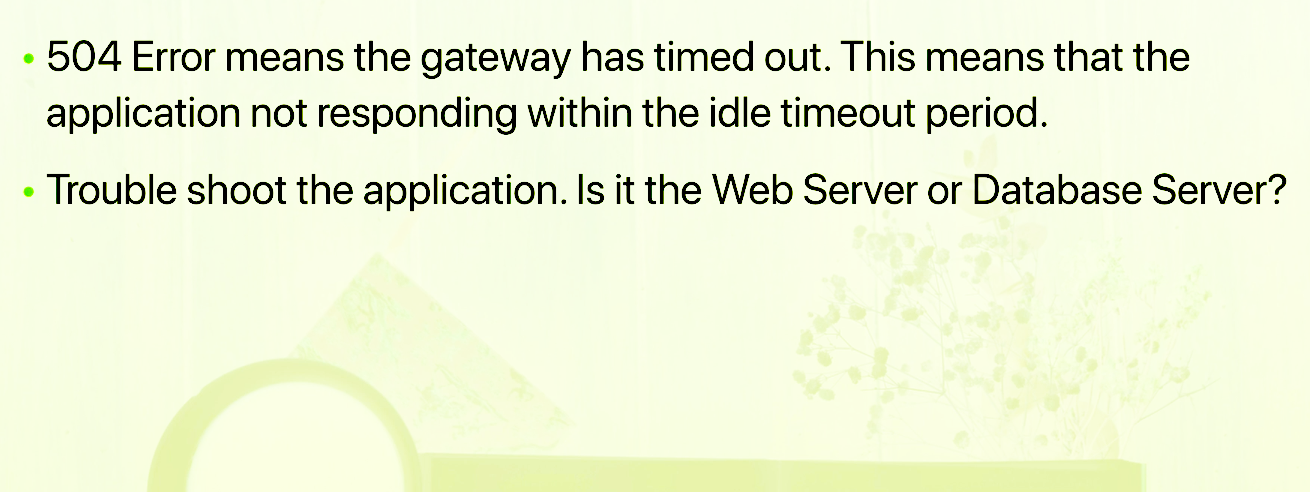 • 504 Error means the gateway has timed out. This means that the
application not responding within the idle timeout period.
• Trouble shoot the application. Is it the Web Server or Database Server?